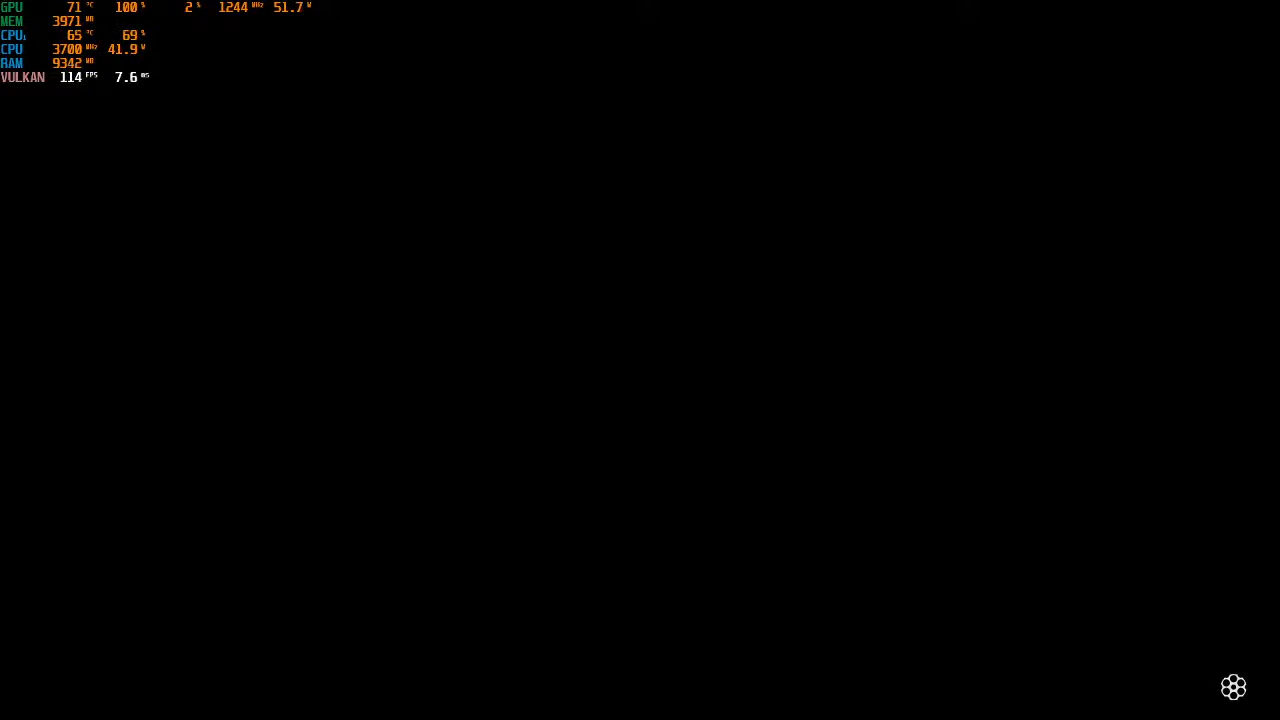 GPU 71 °C 100 % 2 % 1244 MHz 51.7 W
MEM 3971 MB
CPU1 65 °C 69 %
CPU 3700 MHz 41.9 W
RAM 9342 MB
VULKAN 114 FPS 7.6 ms